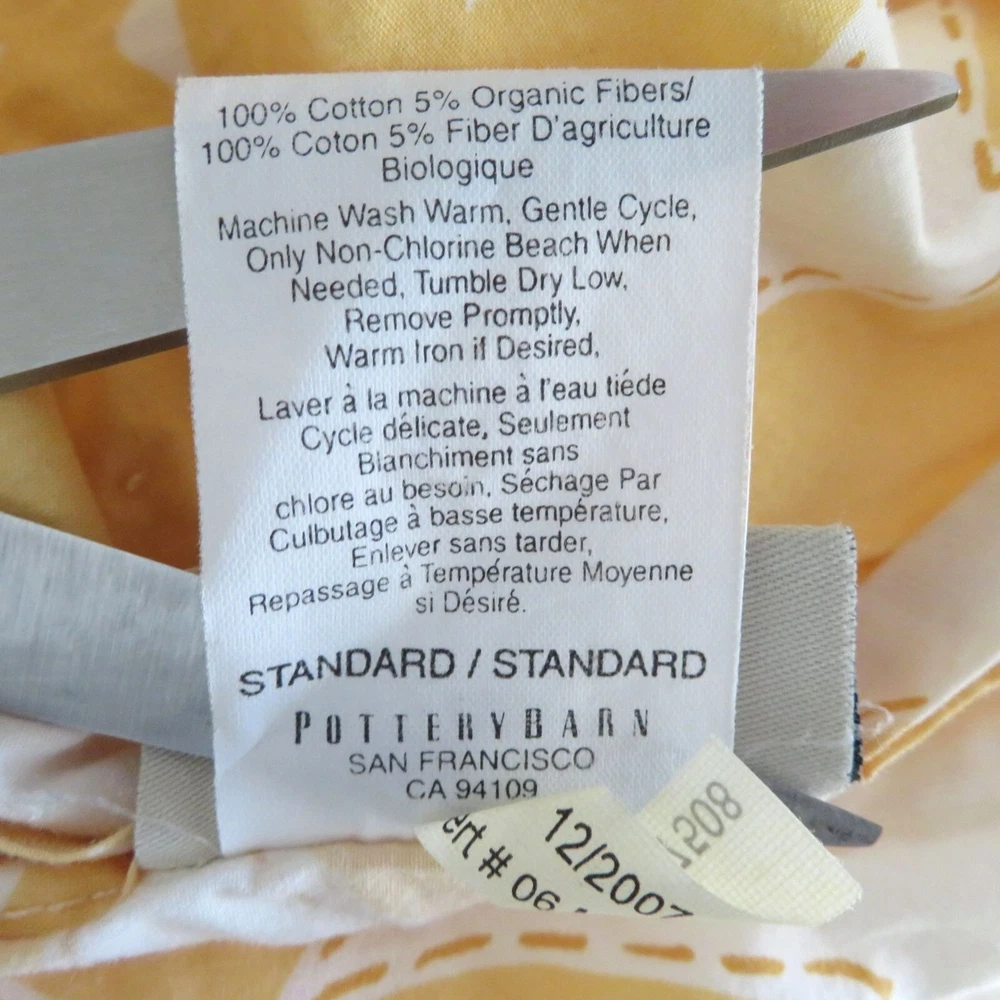 100% Cotton 5% Organic Fibers/
100% Coton 5% Fiber D'agriculture
Biologique
Machine Wash Warm, Gentle Cycle,
Only Non-Chlorine Beach When
Needed, Tumble Dry Low,
Remove Promptly,
Warm Iron if Desired,
Laver à la machine à l'eau tiéde
Cycle délicate, Seulement
Blanchiment sans
chlore au besoin, Séchage Par
Culbutage à basse température,
Enlever sans tarder,
Repassage à Température Moyenne
si Désiré.
STANDARD / STANDARD
POTTERYBARN
SAN FRANCISCO
CA 94109
12/2007
ert # 06